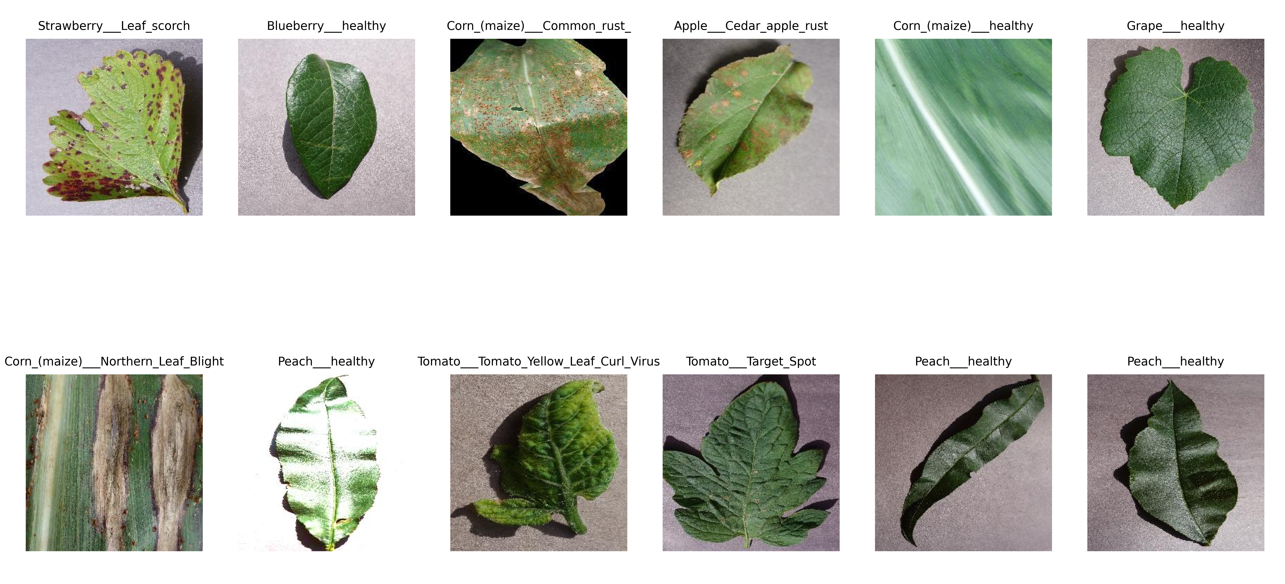 Strawberry___Leaf_scorch
Blueberry___healthy
Corn_(maize)___Common_rust_
Apple___Cedar_apple_rust
Corn_(maize)___healthy
Grape___healthy
Corn_(maize)___Northern_Leaf_Blight
Peach___healthy
Tomato___Tomato_Yellow_Leaf_Curl_Virus
Tomato___Target_Spot
Peach___healthy
Peach___healthy